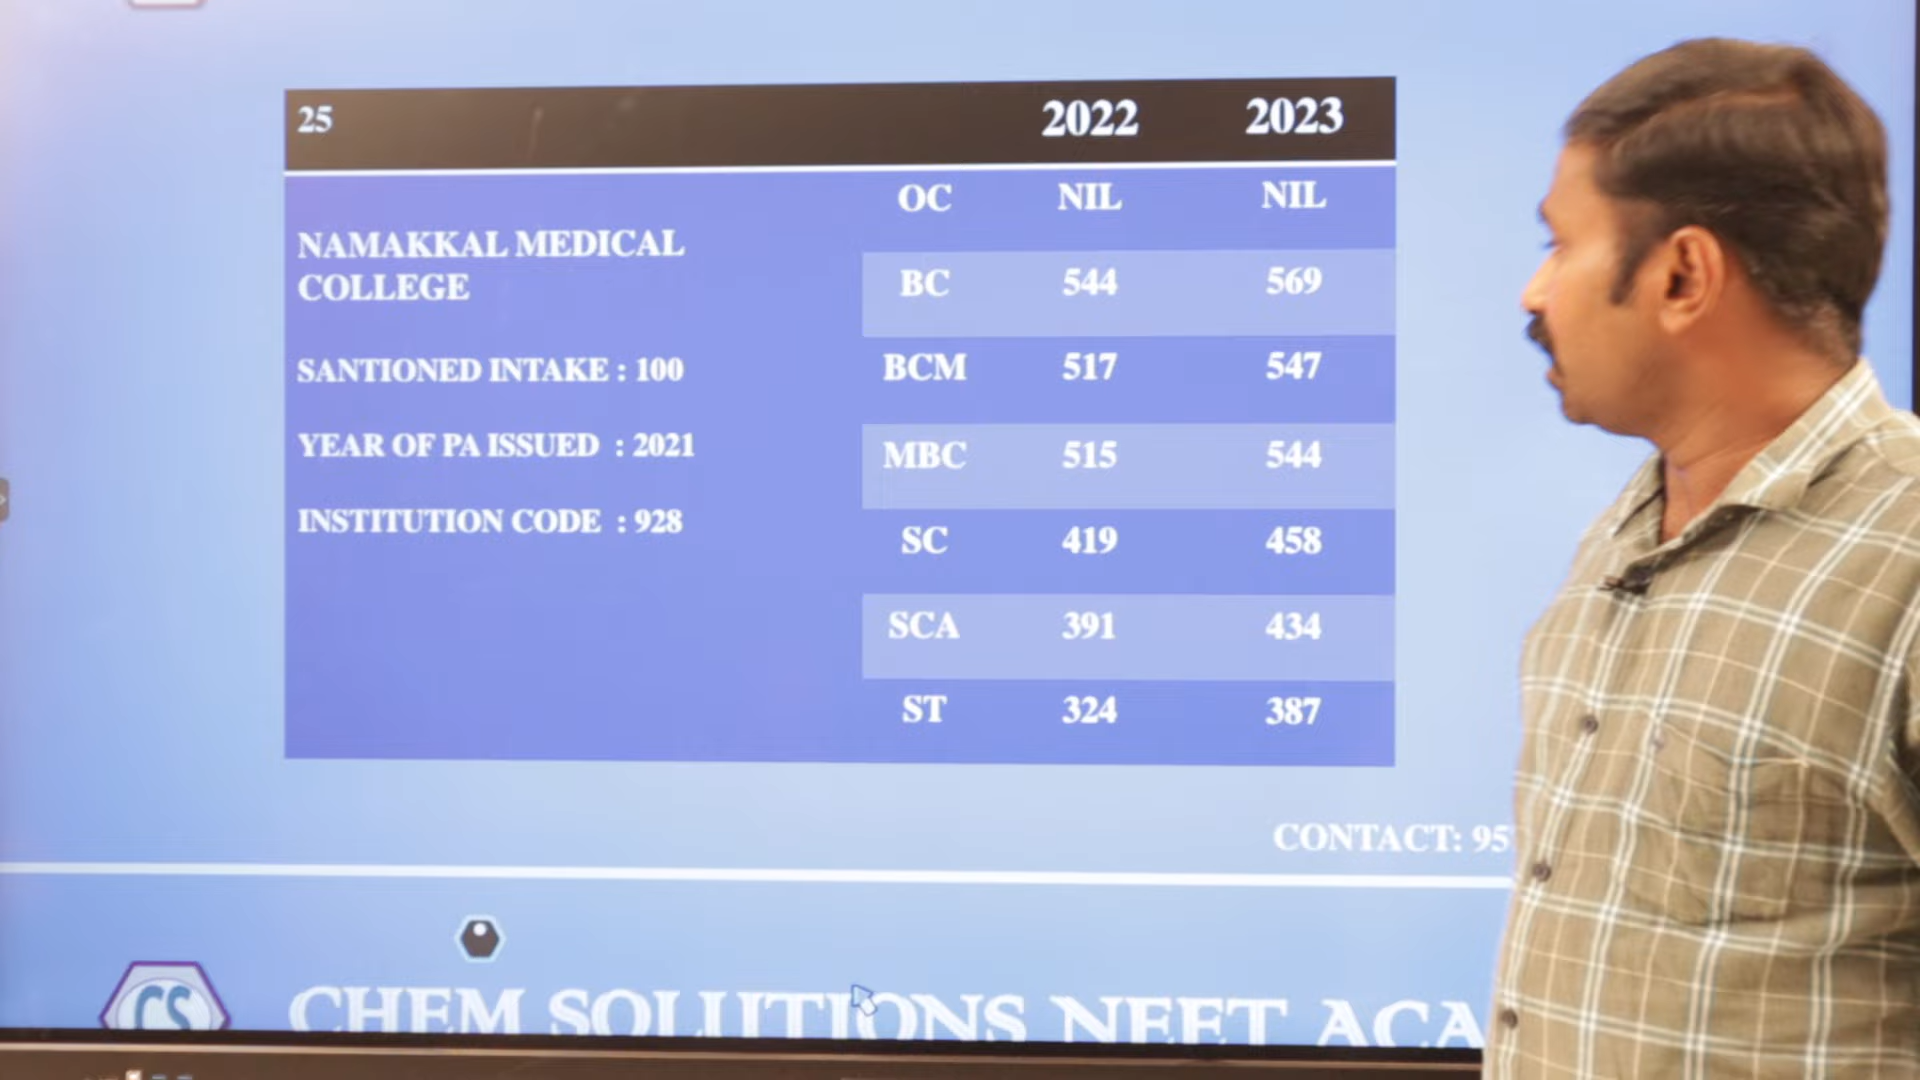 25 2022 2023
NAMAKKAL MEDICAL
COLLEGE
SANTIONED INTAKE : 100
YEAR OF PA ISSUED : 2021
INSTITUTION CODE : 928
OC NIL NIL
BC 544 569
BCM 517 547
MBC 515 544
SC 419 458
SCA 391 434
ST 324 387
CONTACT: 95
CS
CHEM SOLUTIONS NEET ACA